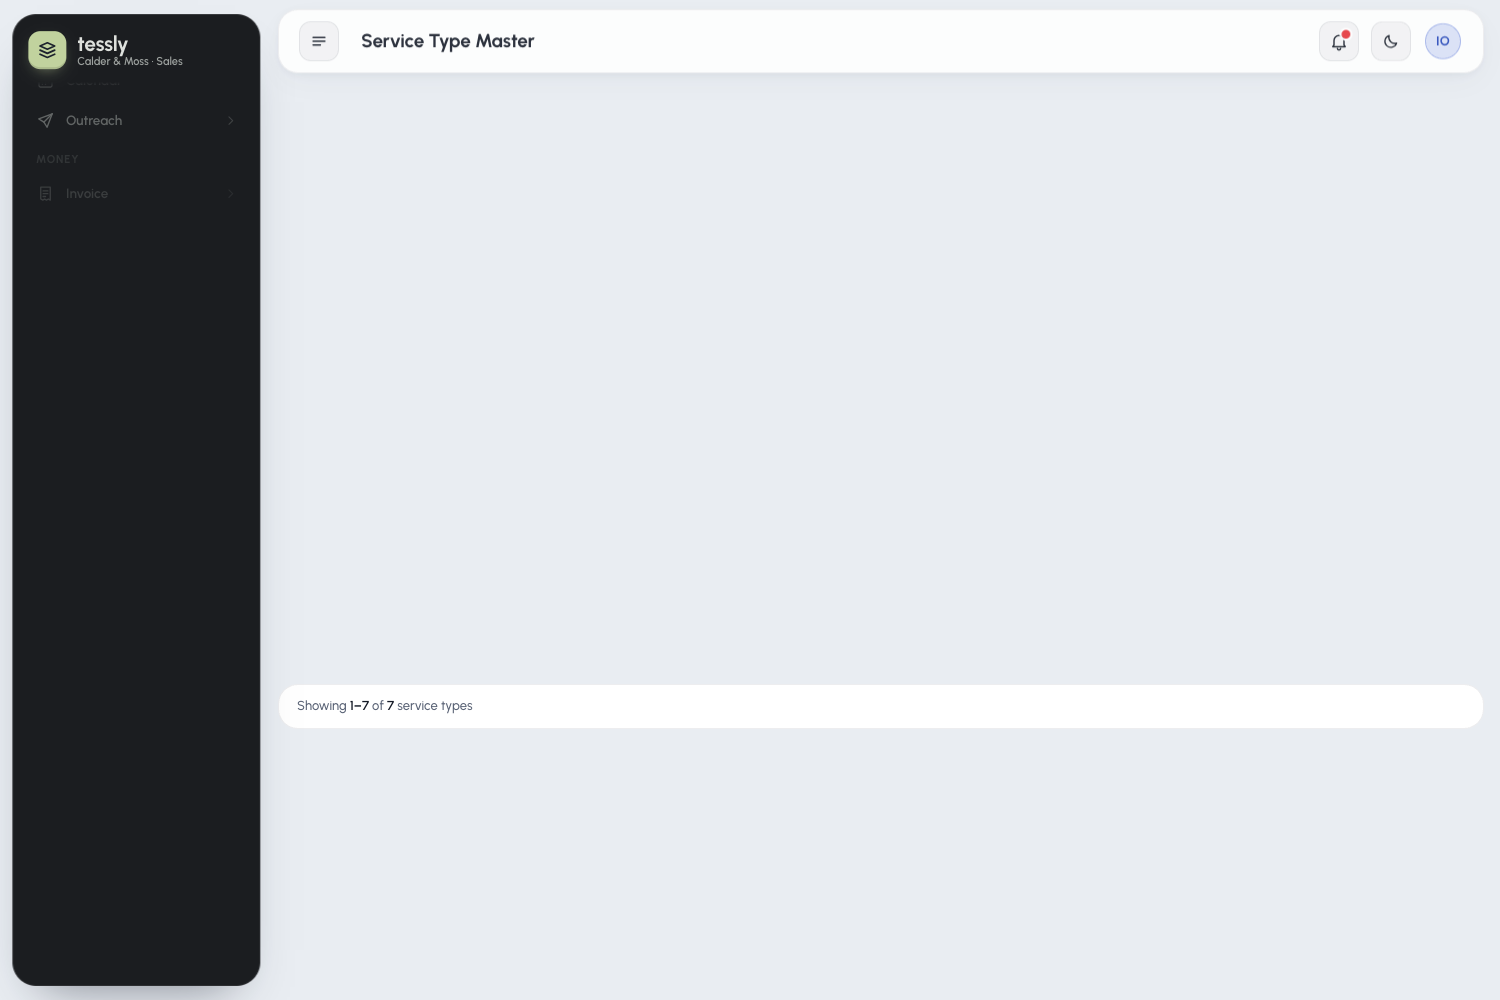 tessly
Calder & Moss · Sales
Outreach
MONEY
Invoice
Service Type Master
IO
Showing 1–7 of 7 service types